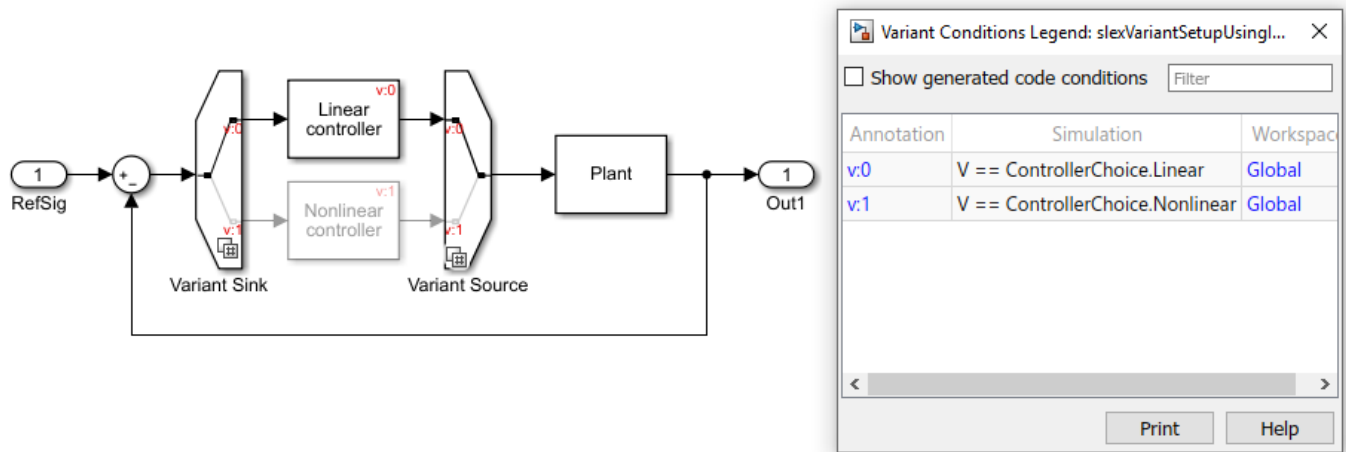 1
RefSig
+
−
v:0
v:1
Variant Sink
v:0
Linear
controller
v:1
Nonlinear
controller
v:0
v:1
Variant Source
Plant
1
Out1
Variant Conditions Legend: slexVariantSetupUsingI...
Show generated code conditions
Filter
Annotation Simulation Workspac
v:0 V == ControllerChoice.Linear Global
v:1 V == ControllerChoice.Nonlinear Global
Print Help